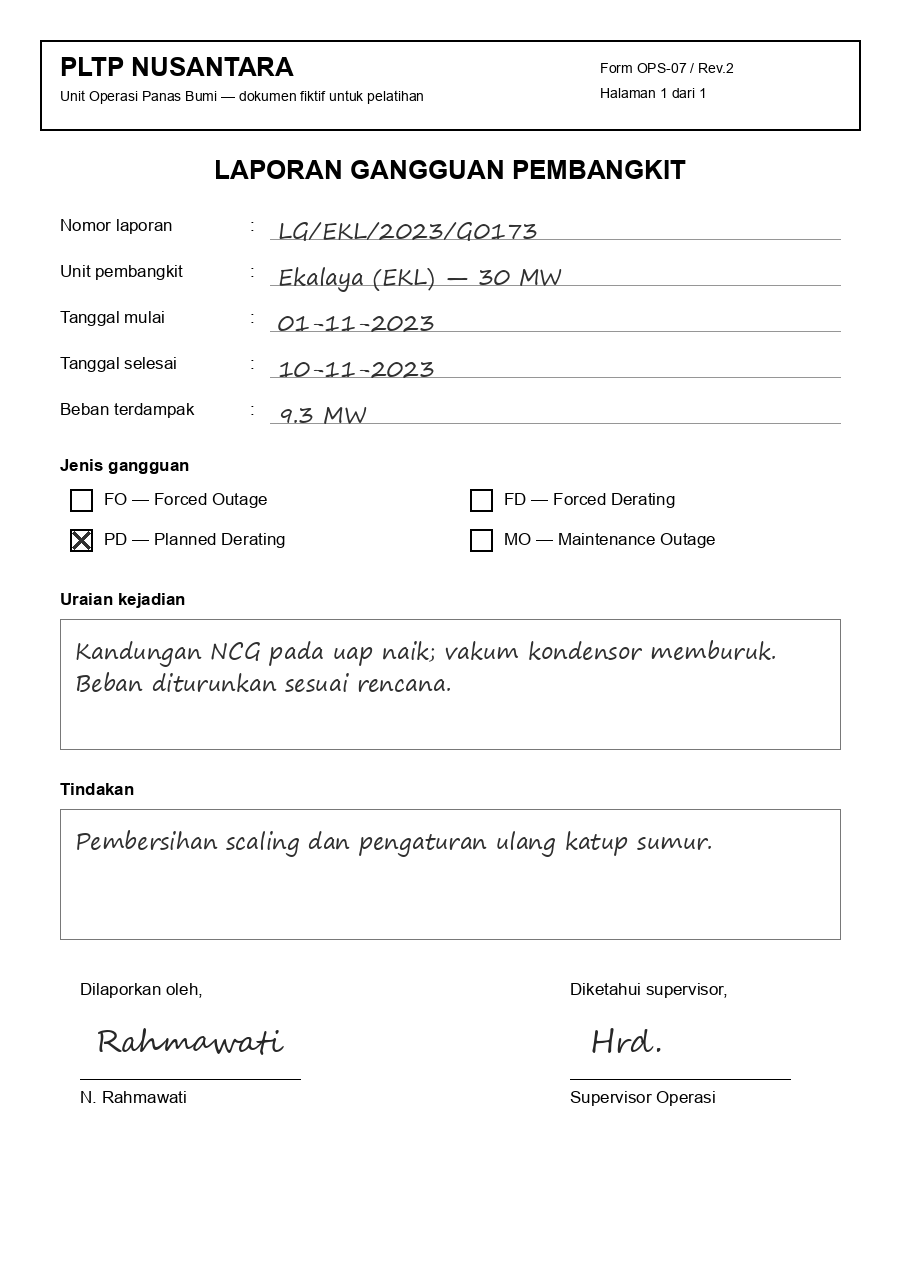 PLTP NUSANTARA
Unit Operasi Panas Bumi — dokumen fiktif untuk pelatihan
Form OPS-07 / Rev.2
Halaman 1 dari 1
LAPORAN GANGGUAN PEMBANGKIT
Nomor laporan : LG/EKL/2023/G0173
Unit pembangkit : Ekalaya (EKL) — 30 MW
Tanggal mulai : 01-11-2023
Tanggal selesai : 10-11-2023
Beban terdampak : 9.3 MW
Jenis gangguan
FO — Forced Outage
FD — Forced Derating
PD — Planned Derating
MO — Maintenance Outage
Uraian kejadian
Kandungan NCG pada uap naik; vakum kondensor memburuk.
Beban diturunkan sesuai rencana.
Tindakan
Pembersihan scaling dan pengaturan ulang katup sumur.
Dilaporkan oleh,
Diketahui supervisor,
Rahmawati
Hrd.
N. Rahmawati
Supervisor Operasi